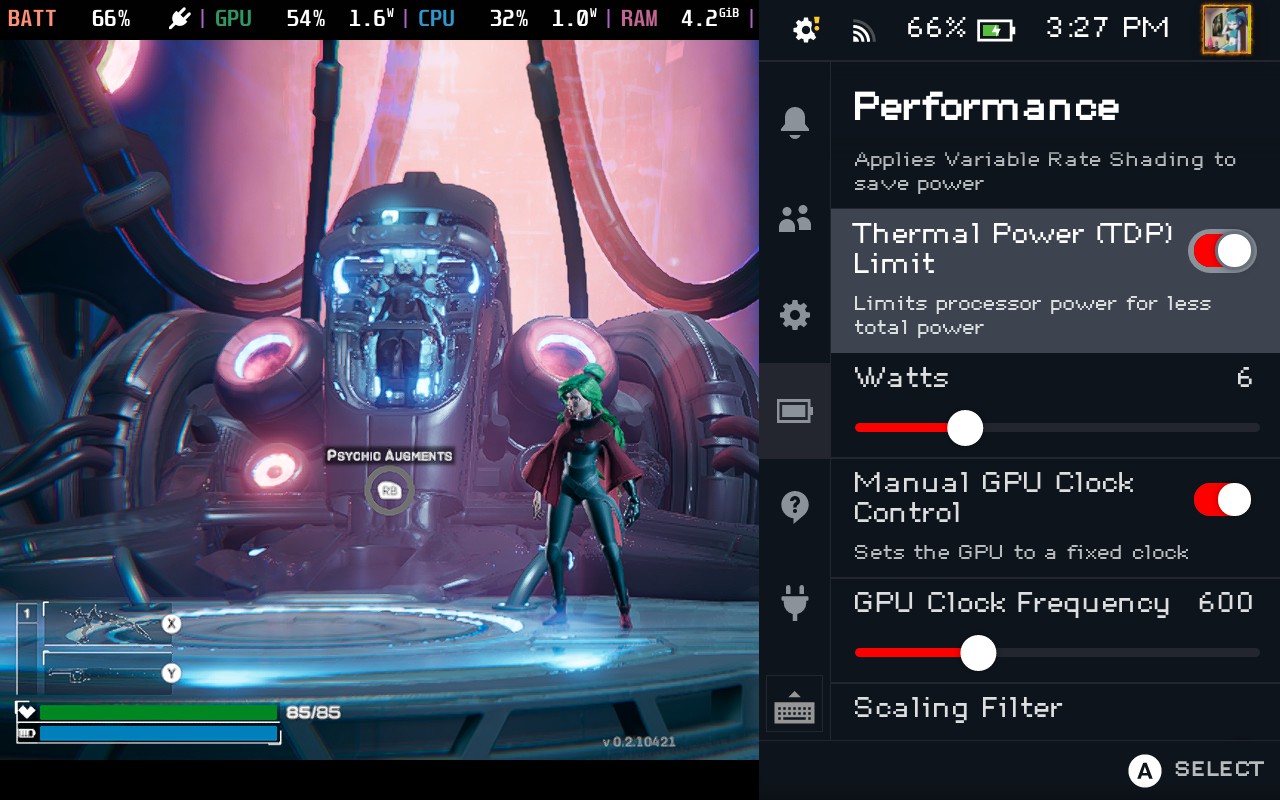 BATT 66% | GPU 54% 1.6W | CPU 32% 1.0W | RAM 4.2GiB |
66% 3:27 PM
Performance
Applies Variable Rate Shading to
save power
Thermal Power (TDP)
Limit
Limits processor power for less
total power
Watts 6
Manual GPU Clock
Control
Sets the GPU to a fixed clock
GPU Clock Frequency 600
Scaling Filter
A SELECT
PSYCHIC AUGMENTS
RB
1
X
Y
85/85
v 0.2.10421